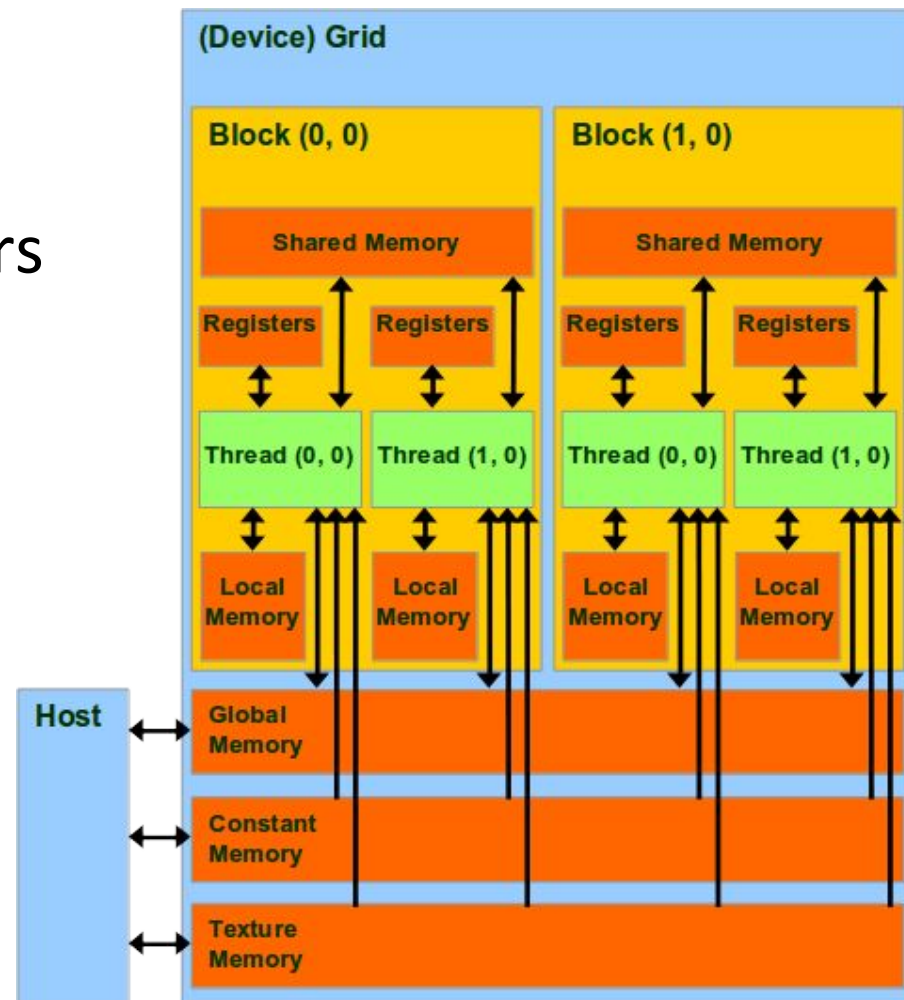 (Device) Grid
Block (0, 0)
Block (1, 0)
rs
Shared Memory
Shared Memory
Registers
Registers
Registers
Registers
Thread (0, 0)
Thread (1, 0)
Thread (0, 0)
Thread (1, 0)
Local
Memory
Local
Memory
Local
Memory
Local
Memory
Host
Global
Memory
Constant
Memory
Texture
Memory